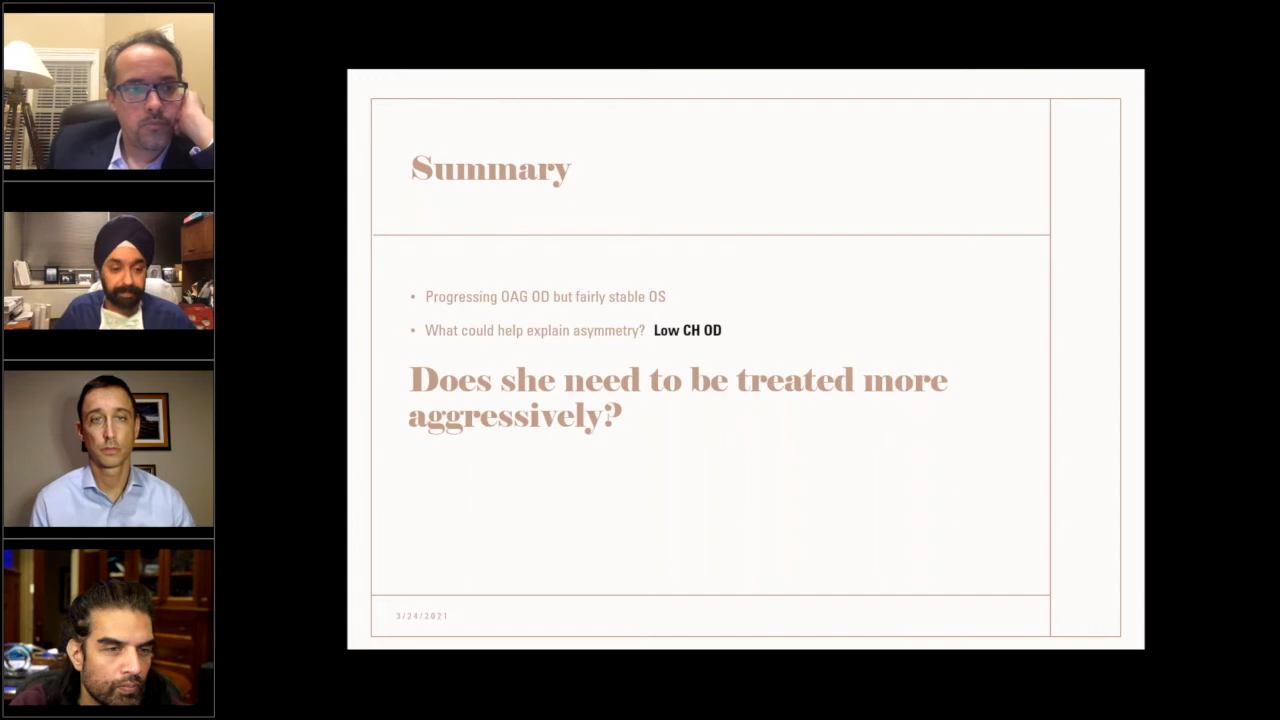 Summary
• Progressing OAG OD but fairly stable OS
• What could help explain asymmetry? Low CH OD
Does she need to be treated more
aggressively?
3/24/2021